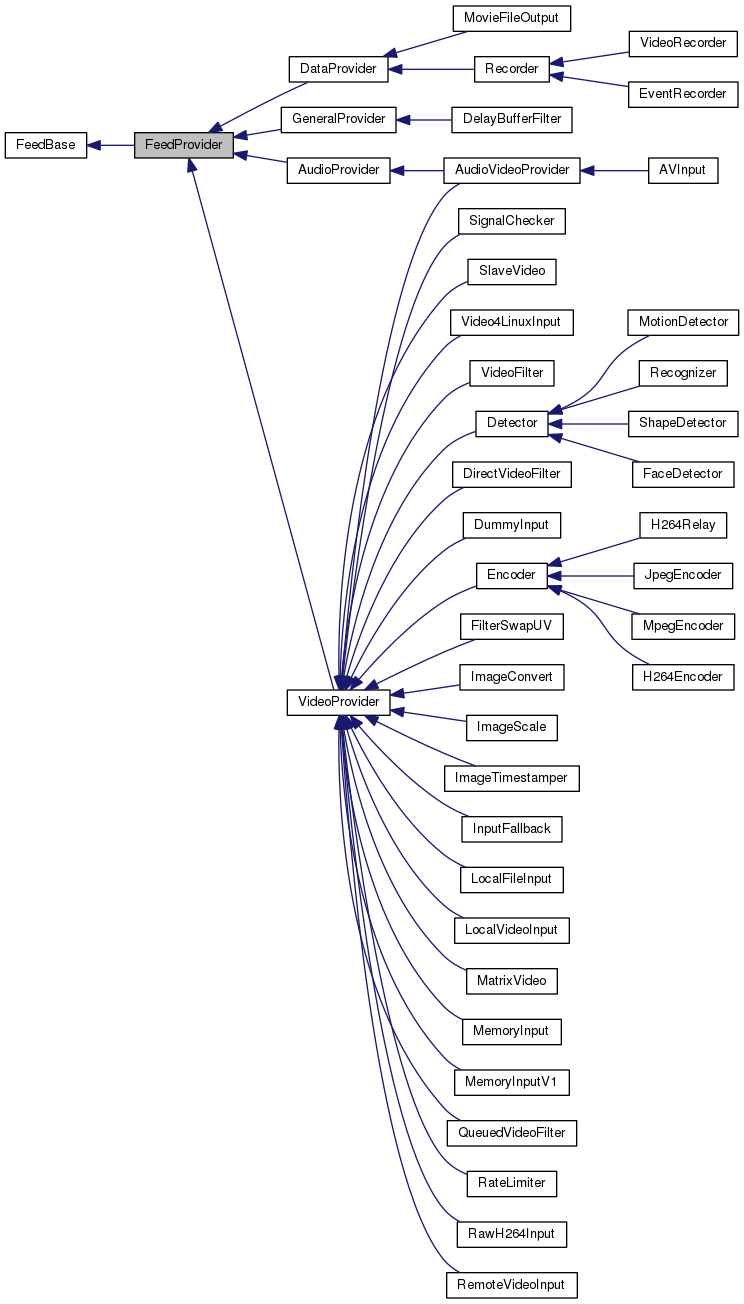 MovieFileOutput
VideoRecorder
DataProvider
Recorder
EventRecorder
GeneralProvider
DelayBufferFilter
FeedBase
FeedProvider
AudioProvider
AudioVideoProvider
AVInput
SignalChecker
SlaveVideo
Video4LinuxInput
MotionDetector
VideoFilter
Recognizer
Detector
ShapeDetector
DirectVideoFilter
FaceDetector
DummyInput
H264Relay
Encoder
JpegEncoder
FilterSwapUV
MpegEncoder
ImageConvert
H264Encoder
VideoProvider
ImageScale
ImageTimestamper
InputFallback
LocalFileInput
LocalVideoInput
MatrixVideo
MemoryInput
MemoryInputV1
QueuedVideoFilter
RateLimiter
RawH264Input
RemoteVideoInput